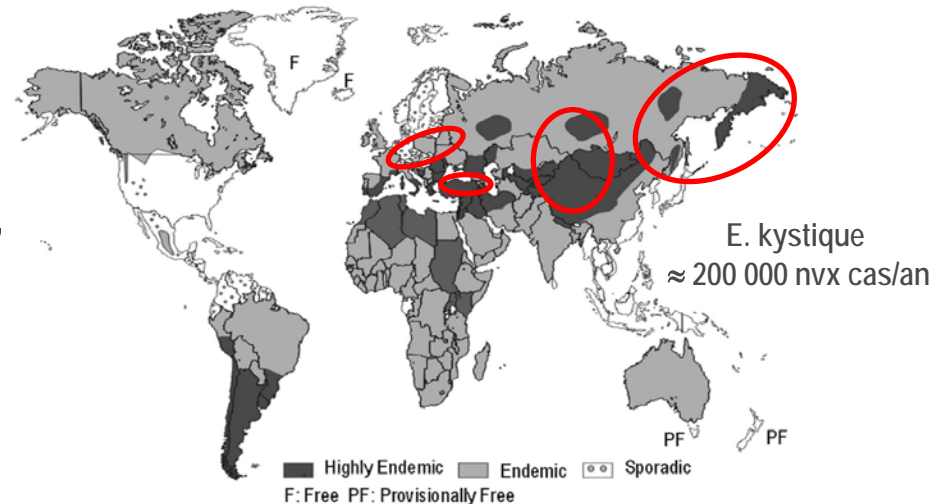 F
F
E. kystique
≈ 200 000 nvx cas/an
PF
PF
Highly Endemic Endemic Sporadic
F: Free PF: Provisionally Free